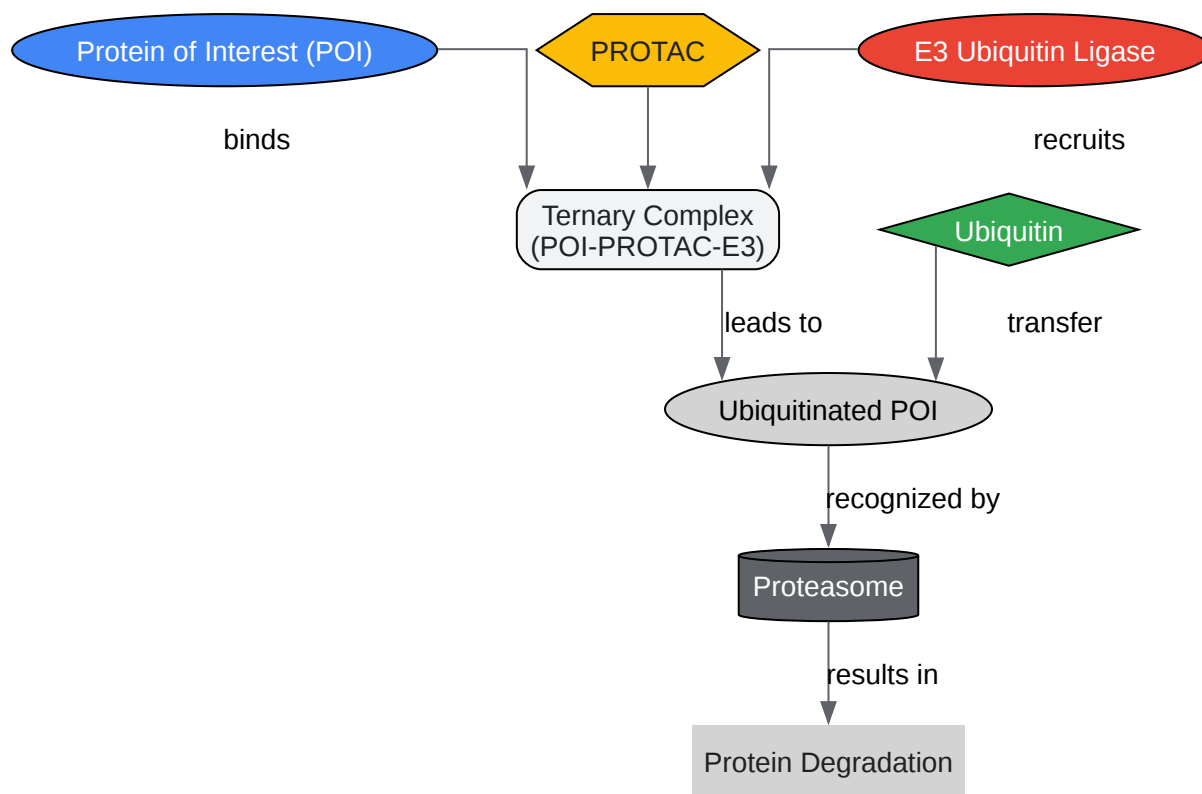 Protein of Interest (POI)
PROTAC
E3 Ubiquitin Ligase
binds
recruits
Ternary Complex
(POI-PROTAC-E3)
Ubiquitin
leads to
transfer
Ubiquitinated POI
recognized by
Proteasome
results in
Protein Degradation